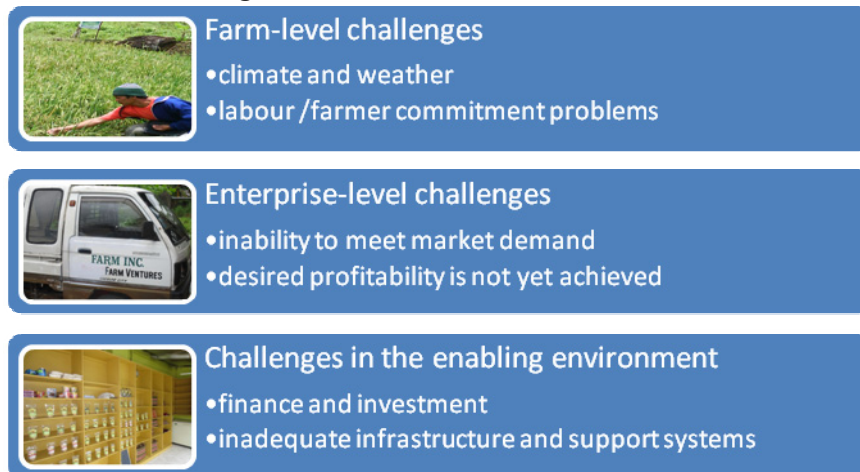 Farm-level challenges
•climate and weather
•labour/farmer commitment problems
Enterprise-level challenges
•inability to meet market demand
•desired profitability is not yet achieved
FARM INC.
FARM VENTURES
Challenges in the enabling environment
•finance and investment
•inadequate infrastructure and support systems